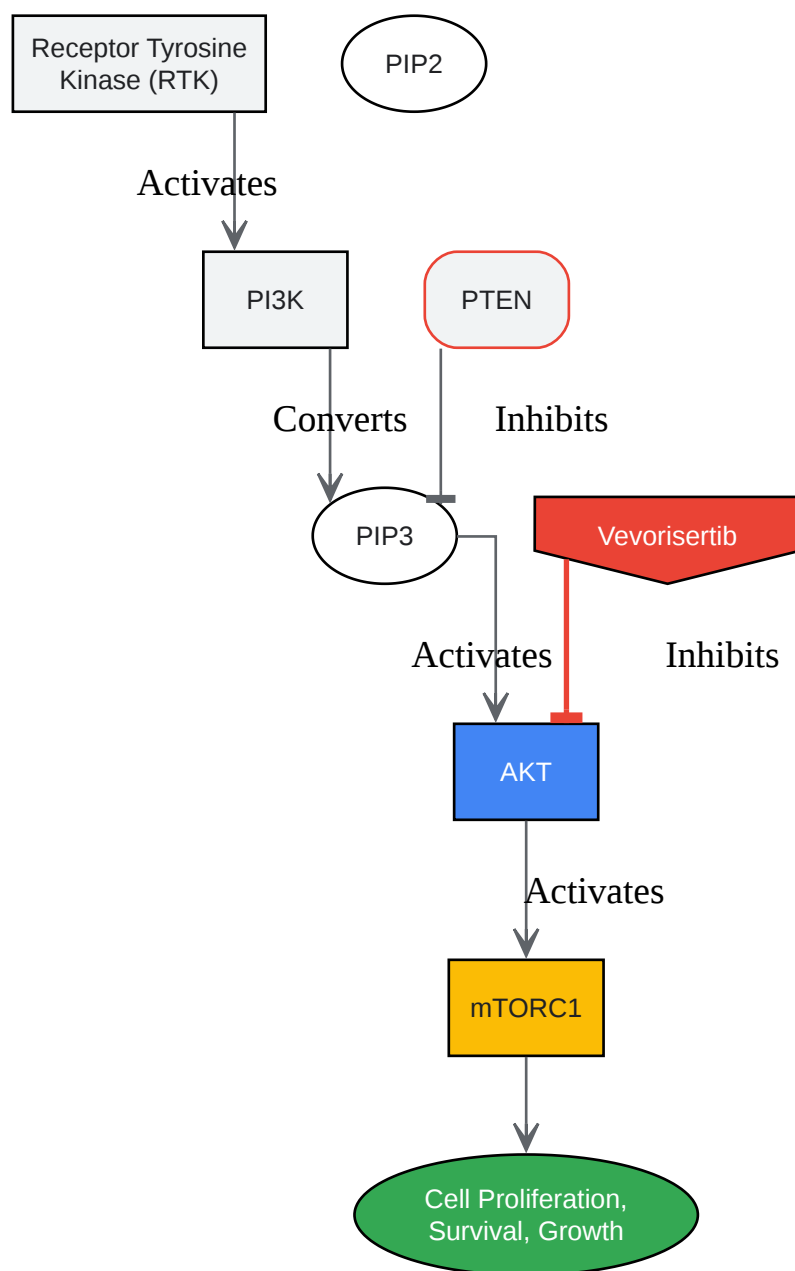 Receptor Tyrosine
Kinase (RTK)
PIP2
Activates
PI3K
PTEN
Converts
Inhibits
PIP3
Vevorisertib
Activates
Inhibits
AKT
Activates
mTORC1
Cell Proliferation,
Survival, Growth